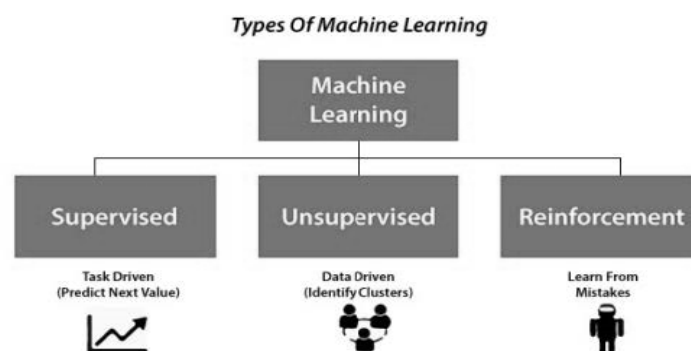 Types Of Machine Learning
Machine
Learning
Supervised
Unsupervised
Reinforcement
Task Driven
(Predict Next Value)
Data Driven
(Identify Clusters)
Learn From
Mistakes